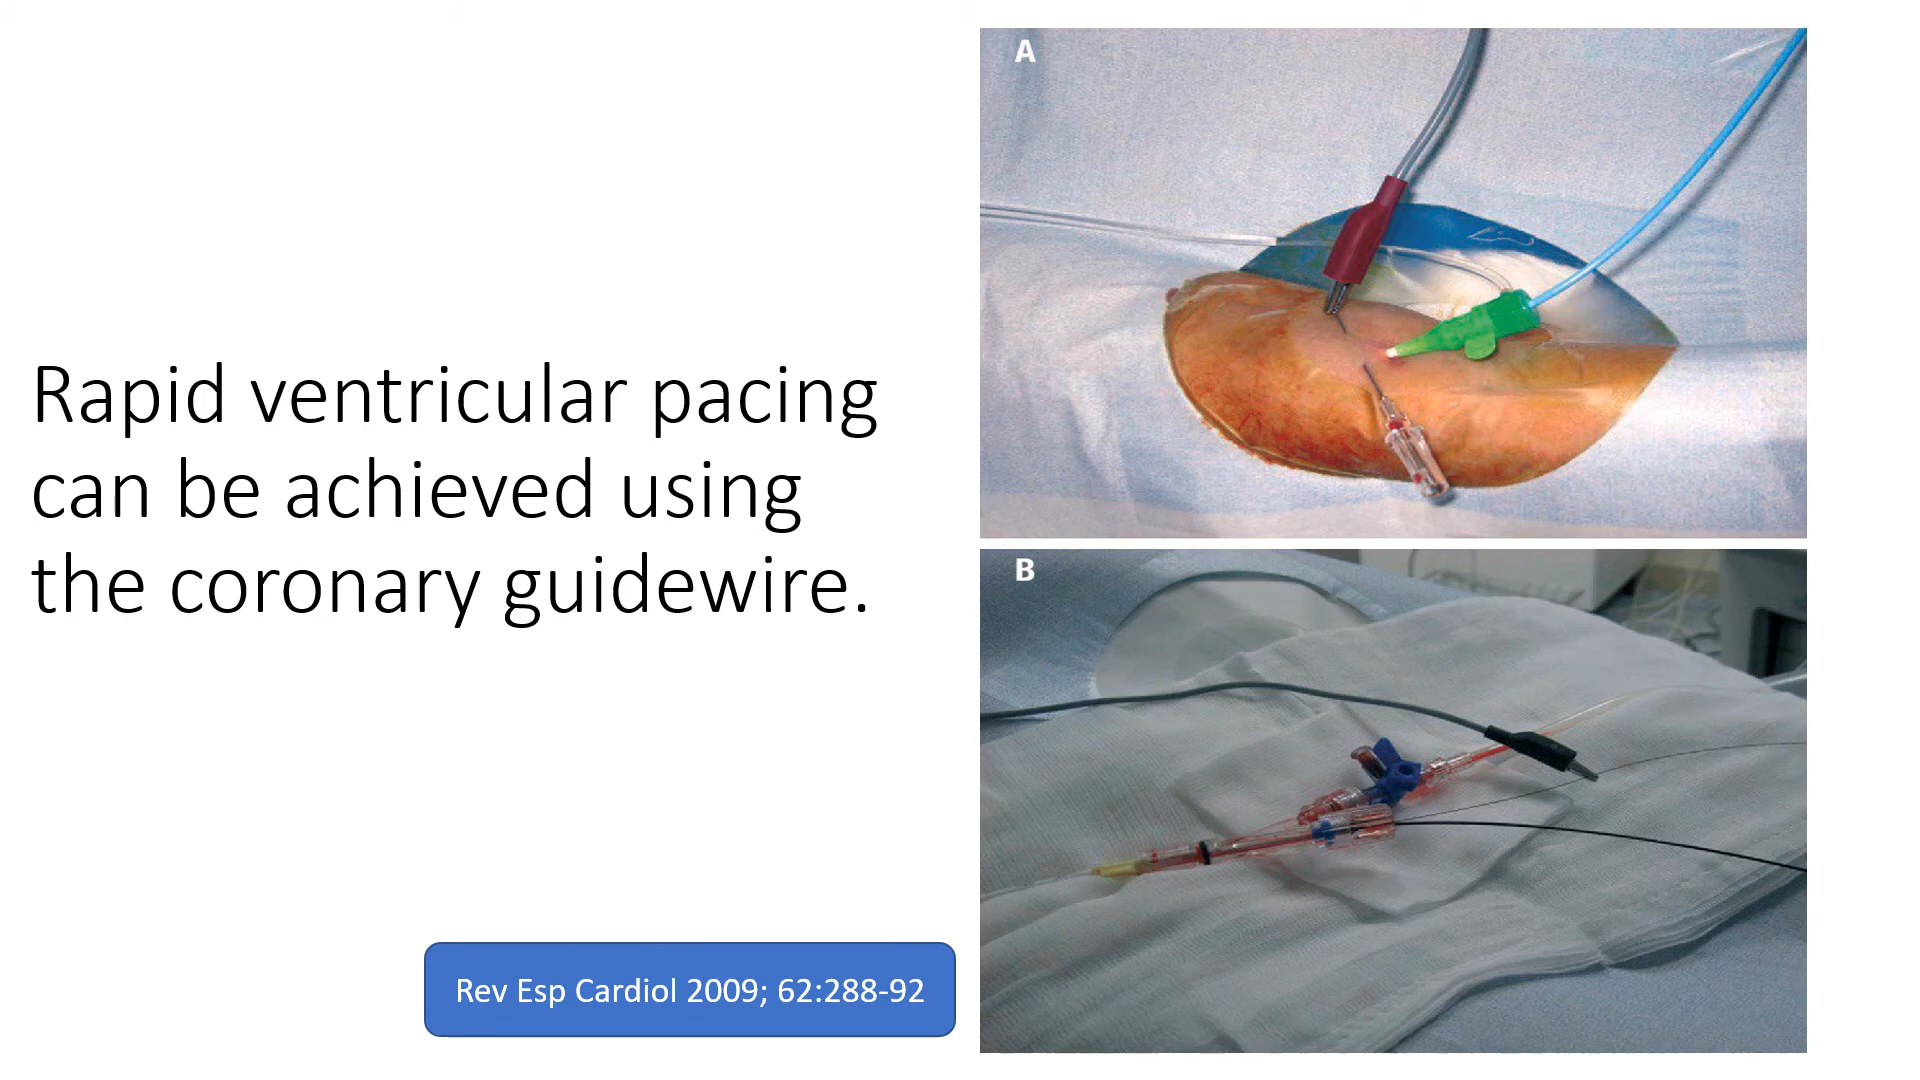 Rapid ventricular pacing
can be achieved using
the coronary guidewire.
Rev Esp Cardiol 2009; 62:288-92
A
B